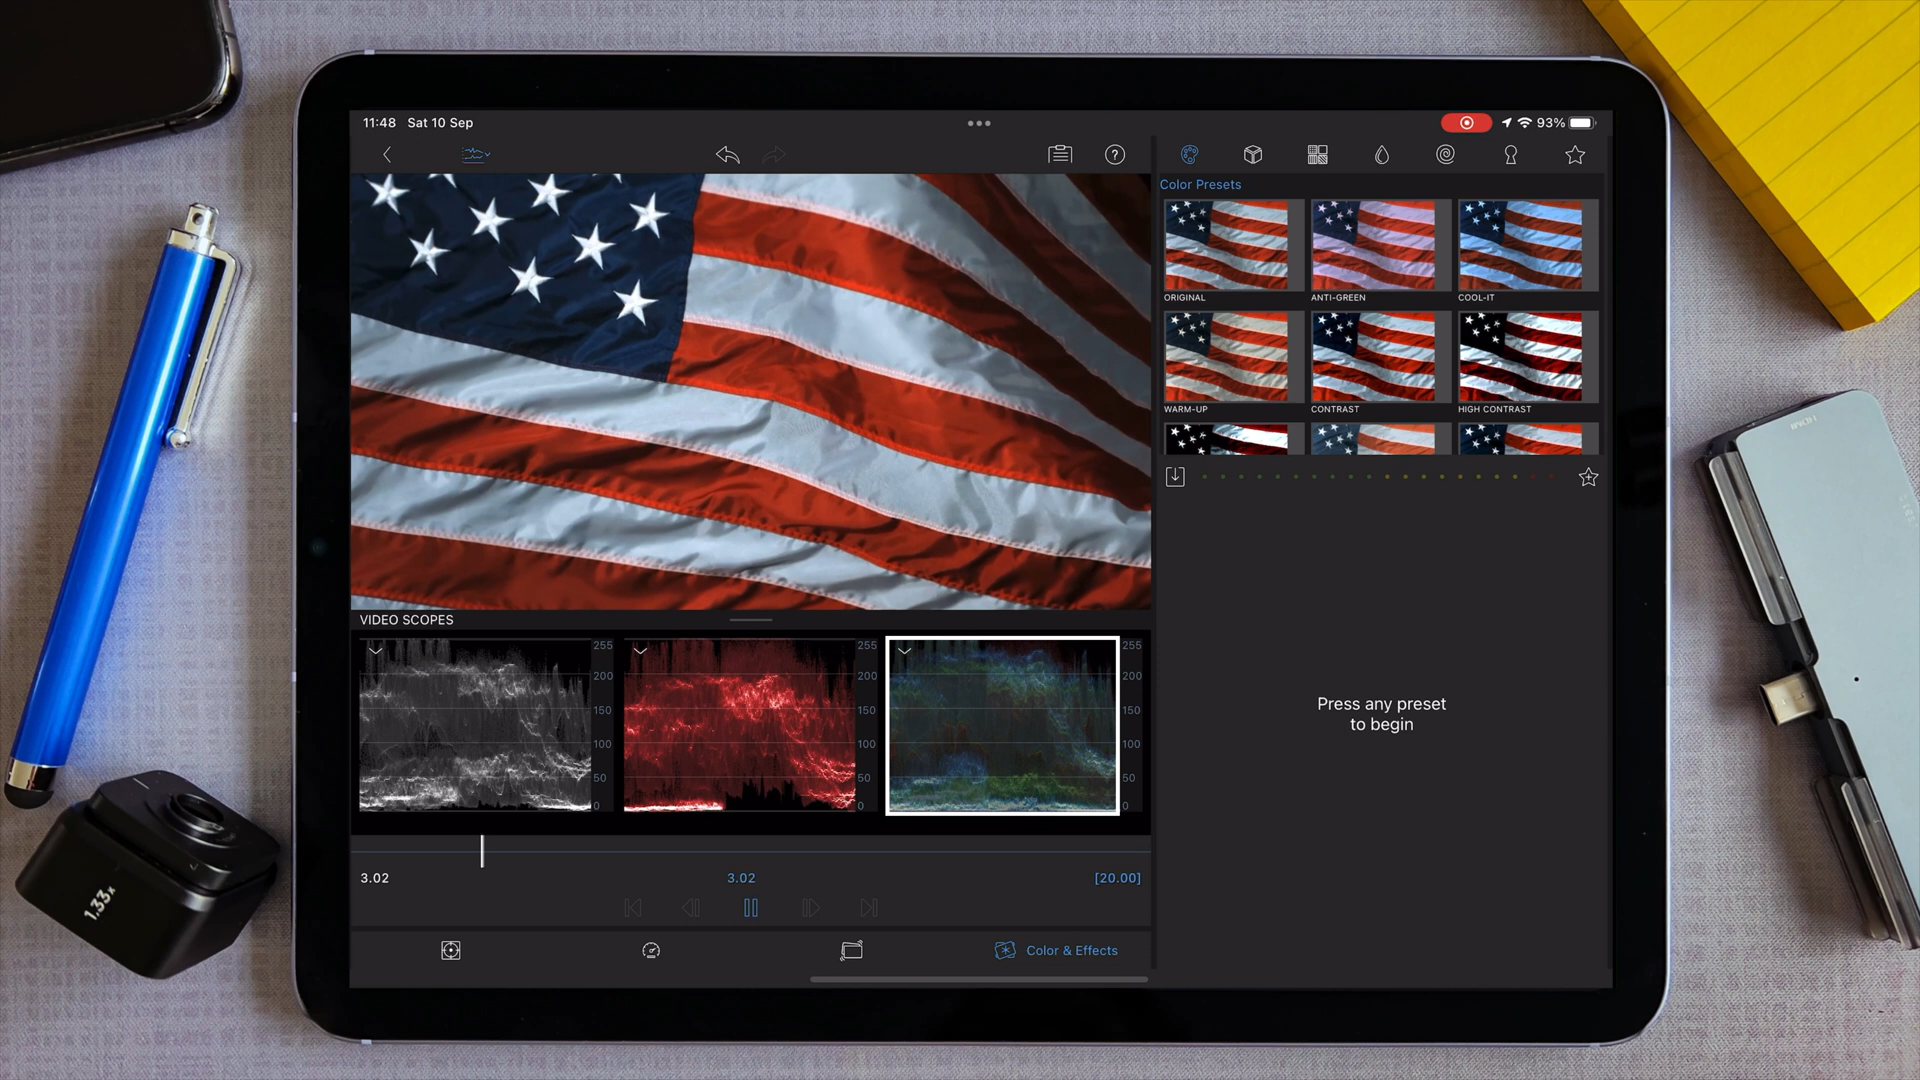 11:48 Sat 10 Sep
93%
Color Presets
ORIGINAL
ANTI-GREEN
COOL-IT
WARM-UP
CONTRAST
HIGH CONTRAST
VIDEO SCOPES
255
200
150
100
50
0
255
200
150
100
50
0
255
200
150
100
50
0
Press any preset
to begin
3.02
3.02
[20.00]
Color & Effects
1.33x
HDMI